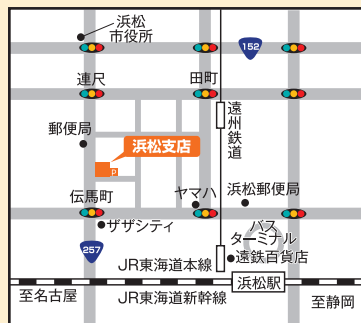 浜松
市役所
152
連尺
田町
遠州鉄道
郵便局
浜松支店
P
伝馬町
ヤマハ
浜松郵便局
ザザシティ
バス
ターミナル
257
遠鉄百貨店
JR東海道本線
浜松駅
至名古屋
JR東海道新幹線
至静岡